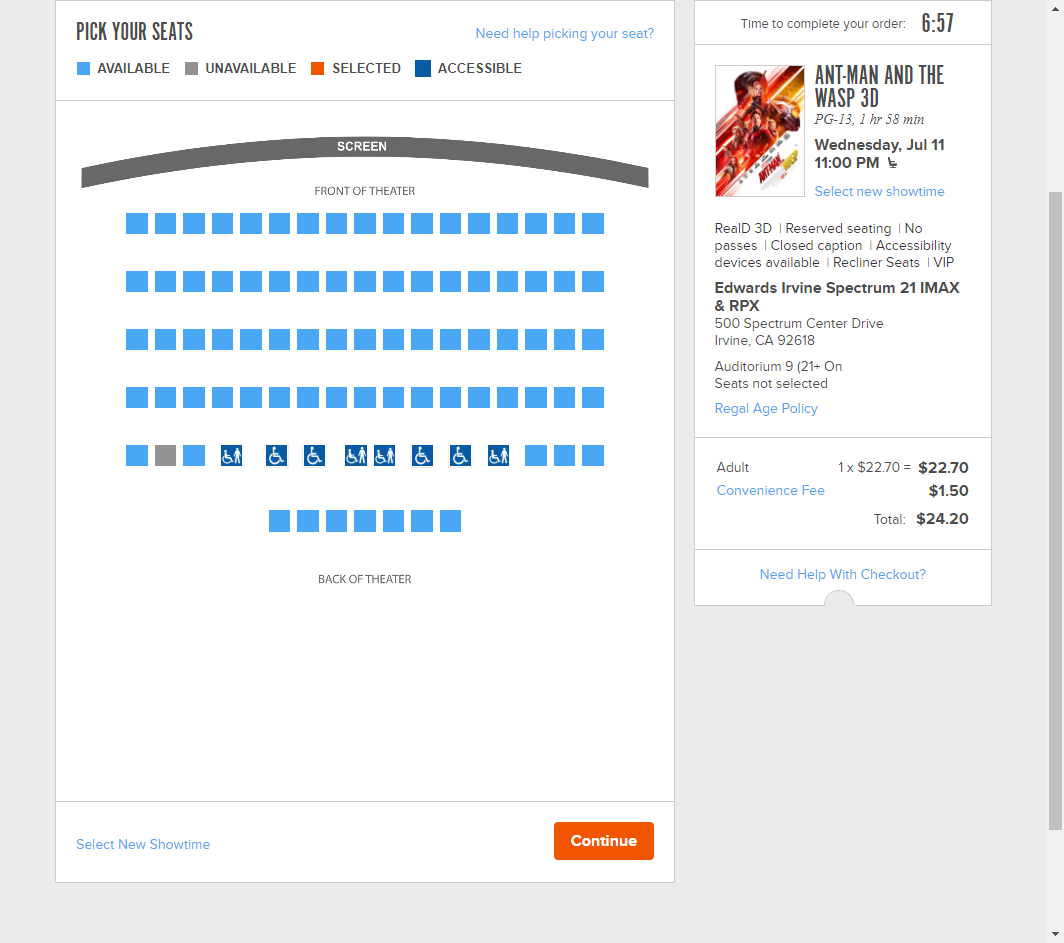 PICK YOUR SEATS
Need help picking your seat?
AVAILABLE UNAVAILABLE SELECTED ACCESSIBLE
SCREEN
FRONT OF THEATER
BACK OF THEATER
Select New Showtime
Continue
Time to complete your order: 6:57
ANT-MAN AND THE
WASP 3D
PG-13, 1 hr 58 min
Wednesday, Jul 11
11:00 PM
Select new showtime
RealD 3D | Reserved seating | No
passes | Closed caption | Accessibility
devices available | Recliner Seats | VIP
Edwards Irvine Spectrum 21 IMAX
& RPX
500 Spectrum Center Drive
Irvine, CA 92618
Auditorium 9 (21+ On
Seats not selected
Regal Age Policy
Adult 1 x $22.70 = $22.70
Convenience Fee $1.50
Total: $24.20
Need Help With Checkout?